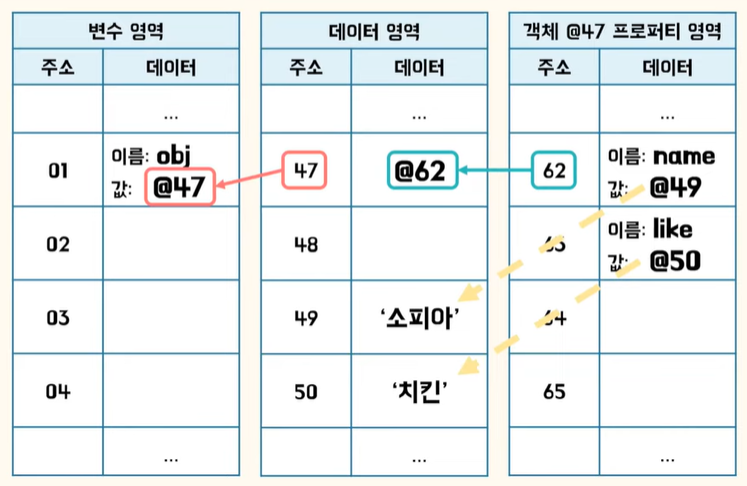 변수 영역
주소 데이터
...
01 이름: obj
값: @47
02
03
04
...
데이터 영역
주소 데이터
...
47 @62
48
49 ‘소피아’
50 ‘치킨’
...
객체 @47 프로퍼티 영역
주소 데이터
...
62 이름: name
값: @49
63 이름: like
값: @50
64
65
...